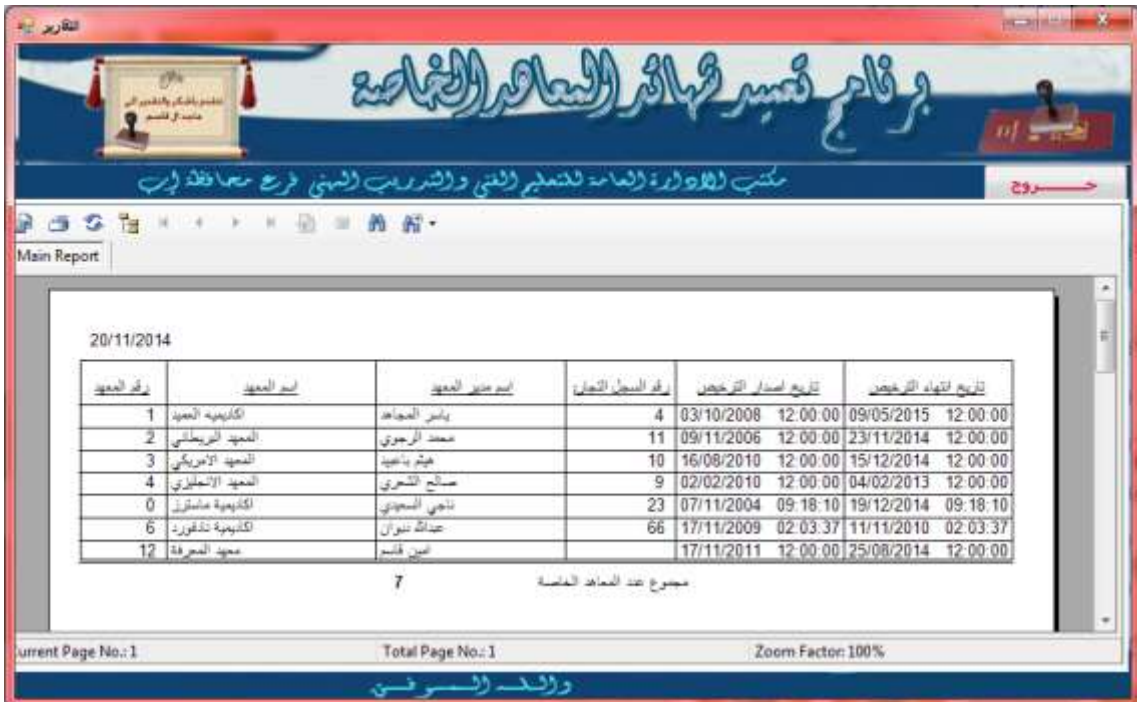 التقارير
برنامج تعميد شهائد المعاهد الخاصة
مكتب الادارة العامة للتعليم الفني و التدريب المهني فرع محافظة إب
خـــــروج
Main Report
20/11/2014
رقم المعهد اسم المعهد اسم مدير المعهد رقم السجل التجاري تاريخ اصدار الترخيص تاريخ انتهاء الترخيص
1 اكاديميه العميد ياسر المجاهد 4 03/10/2008 12:00:00 09/05/2015 12:00:00
2 المعهد البريطاني محمد الرجوي 11 09/11/2006 12:00:00 23/11/2014 12:00:00
3 المعهد الامريكي هيثم باعبيد 10 16/08/2010 12:00:00 15/12/2014 12:00:00
4 المعهد الانجليزي صالح الشعري 9 02/02/2010 12:00:00 04/02/2013 12:00:00
0 اكاديمية ماسترز ناجي السعيدي 23 07/11/2004 09:18:10 19/12/2014 09:18:10
6 اكاديمية نادفورد عبدالله ديوان 66 17/11/2009 02:03:37 11/11/2010 02:03:37
12 معهد المعرفة امين قاسم 17/11/2011 12:00:00 25/08/2014 12:00:00
مجموع عدد المعاهد الخاصة 7
urrent Page No.: 1 Total Page No.: 1 Zoom Factor: 100%
والله الموفق